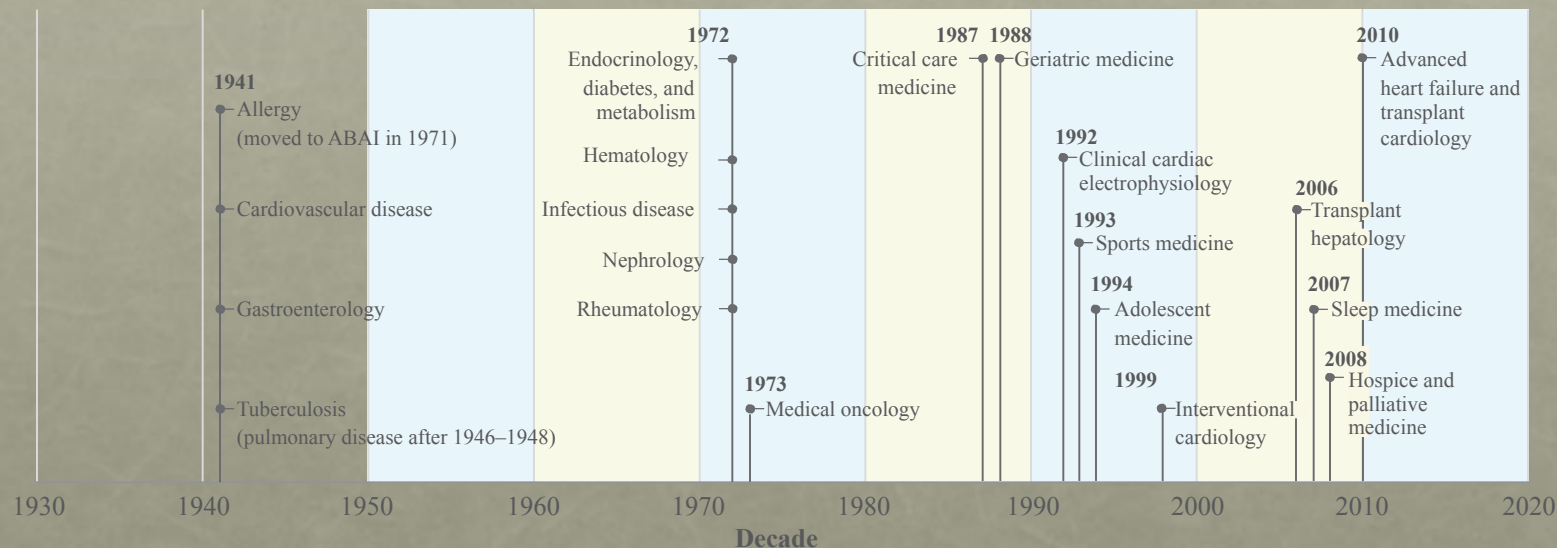 1941
Allergy
(moved to ABAI in 1971)
Cardiovascular disease
Gastroenterology
Tuberculosis
(pulmonary disease after 1946–1948)
1972
Endocrinology,
diabetes, and
metabolism
Hematology
Infectious disease
Nephrology
Rheumatology
1973
Medical oncology
1987
Critical care
medicine
1988
Geriatric medicine
1992
Clinical cardiac
electrophysiology
1993
Sports medicine
1994
Adolescent
medicine
1999
Interventional
cardiology
2006
Transplant
hepatology
2007
Sleep medicine
2008
Hospice and
palliative
medicine
2010
Advanced
heart failure and
transplant
cardiology
1930 1940 1950 1960 1970 1980 1990 2000 2010 2020
Decade